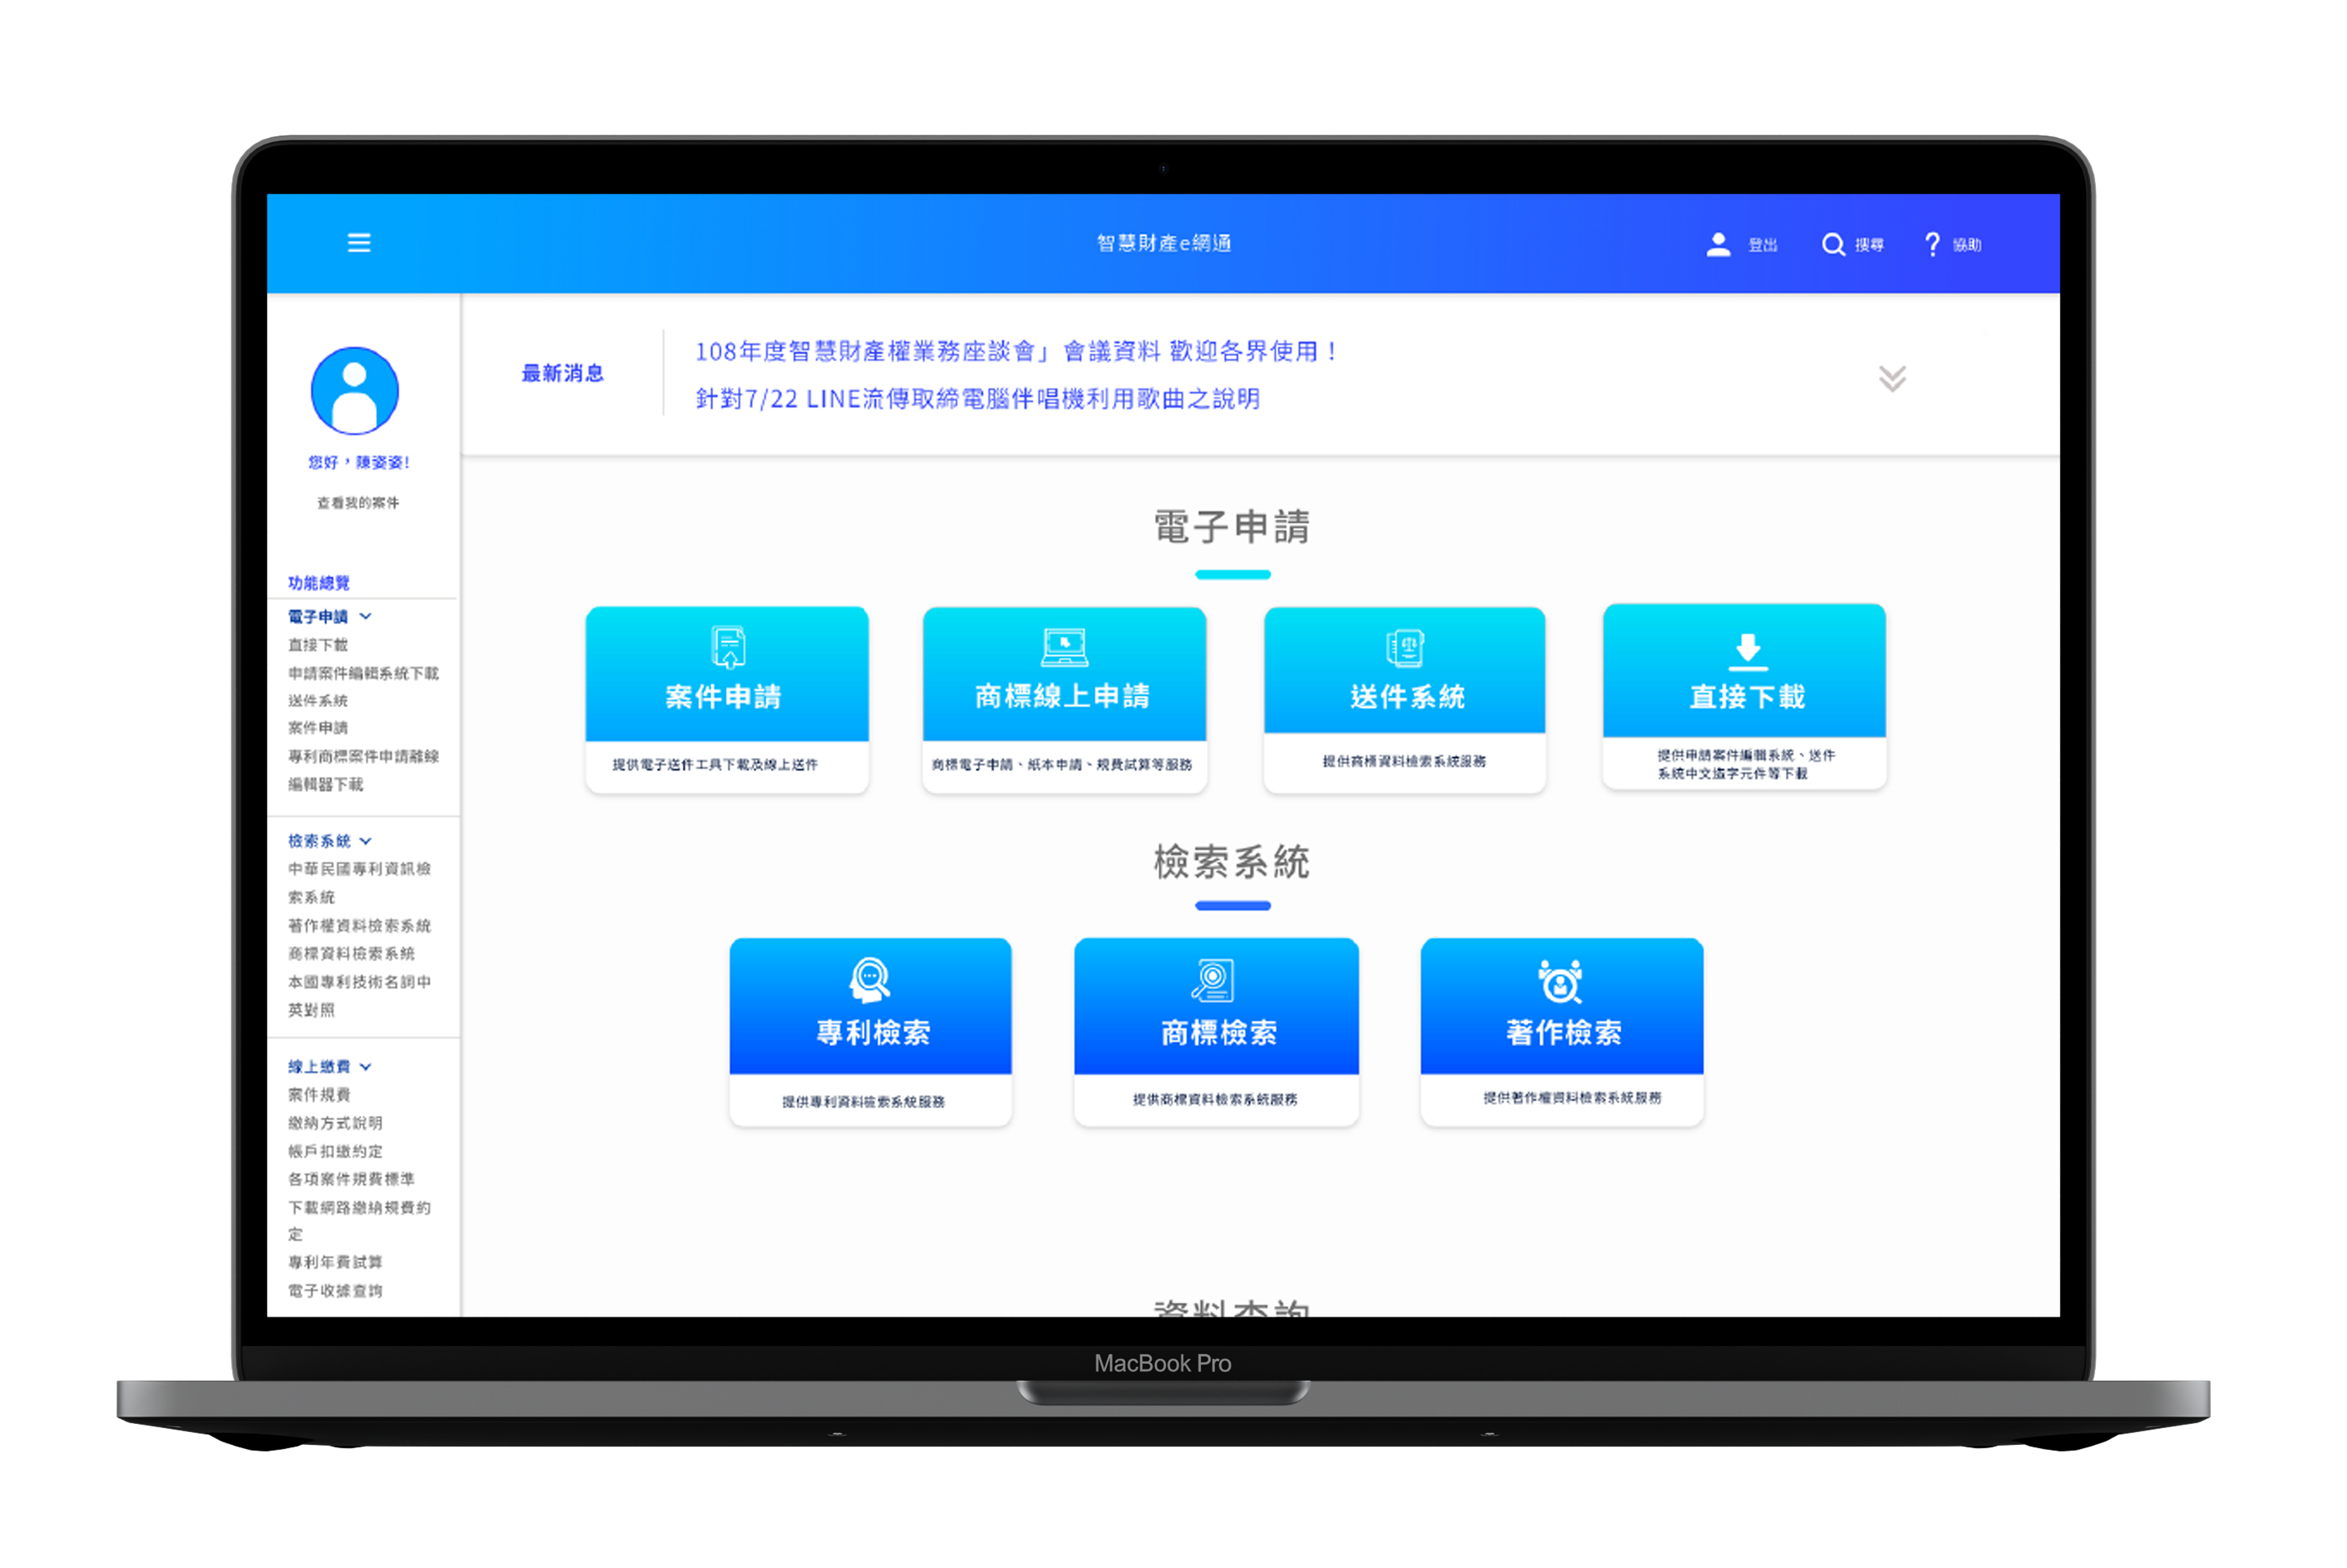 智慧財產e網通
登出
搜尋
協助
您好，陳姿姿!
查看我的案件
功能總覽
電子申請
直接下載
申請案件編輯系統下載
送件系統
案件申請
專利商標案件申請離線
編輯器下載
檢索系統
中華民國專利資訊檢
索系統
著作權資料檢索系統
商標資料檢索系統
本國專利技術名詞中
英對照
線上繳費
案件規費
繳納方式說明
帳戶扣繳約定
各項案件規費標準
下載網路繳納規費約
定
專利年費試算
電子收據查詢
最新消息
108年度智慧財產權業務座談會」會議資料 歡迎各界使用！
針對7/22 LINE流傳取締電腦伴唱機利用歌曲之說明
電子申請
案件申請
提供電子送件工具下載及線上送件
商標線上申請
商標電子申請、紙本申請、規費試算等服務
送件系統
提供商標資料檢索系統服務
直接下載
提供申請案件編輯系統、送件
系統中文造字元件等下載
檢索系統
專利檢索
提供專利資料檢索系統服務
商標檢索
提供商標資料檢索系統服務
著作檢索
提供著作權資料檢索系統服務
資料查詢
MacBook Pro